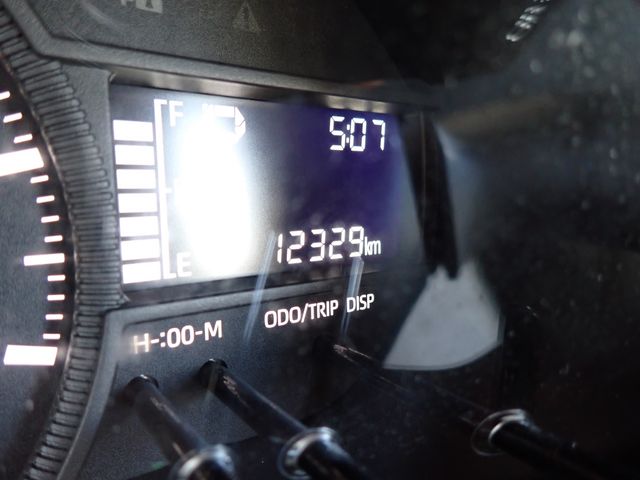 F
5:07
12329km
E
H-:00-M
ODO/TRIP DISP